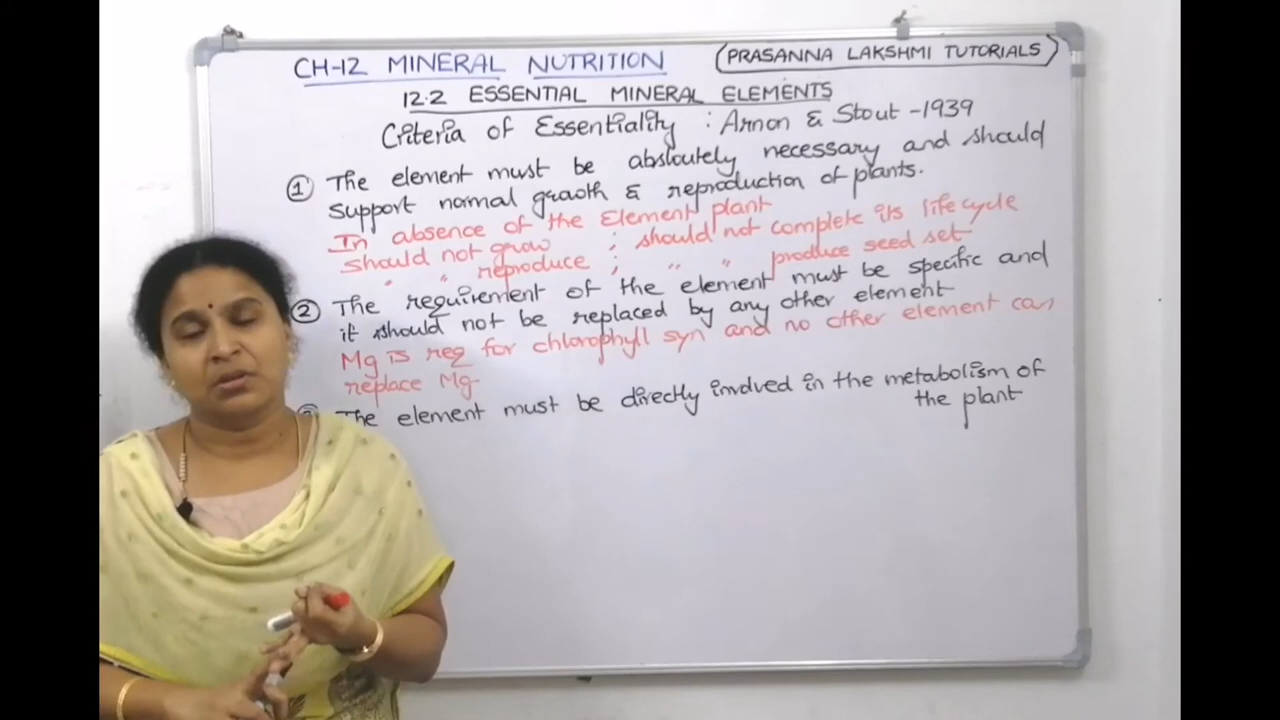 CH-12 MINERAL NUTRITION (PRASANNA LAKSHMI TUTORIALS)
12.2 ESSENTIAL MINERAL ELEMENTS
Criteria of Essentiality : Arnon & Stout -1939
① The element must be absloutely necessary and should
support normal growth & reproduction of plants.
In absence of the Element plant
should not grow ; should not complete its lifecycle
" " reproduce ; " " produce seed set
② The requirement of the element must be specific and
it should not be replaced by any other element
Mg is req for chlorophyll syn and no other element can
replace Mg
The element must be directly involved in the metabolism of
the plant